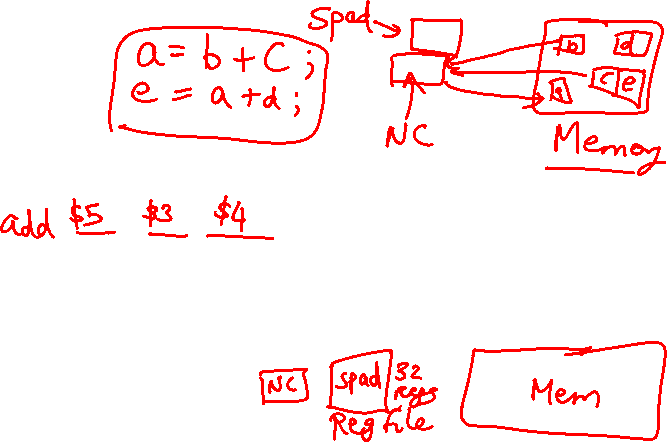 Spad
a = b + C ;
e = a + d ;
b d
c e
a
NC
Memory
add $5 $3 $4
NC
Spad
32
regs
Reg file
Mem